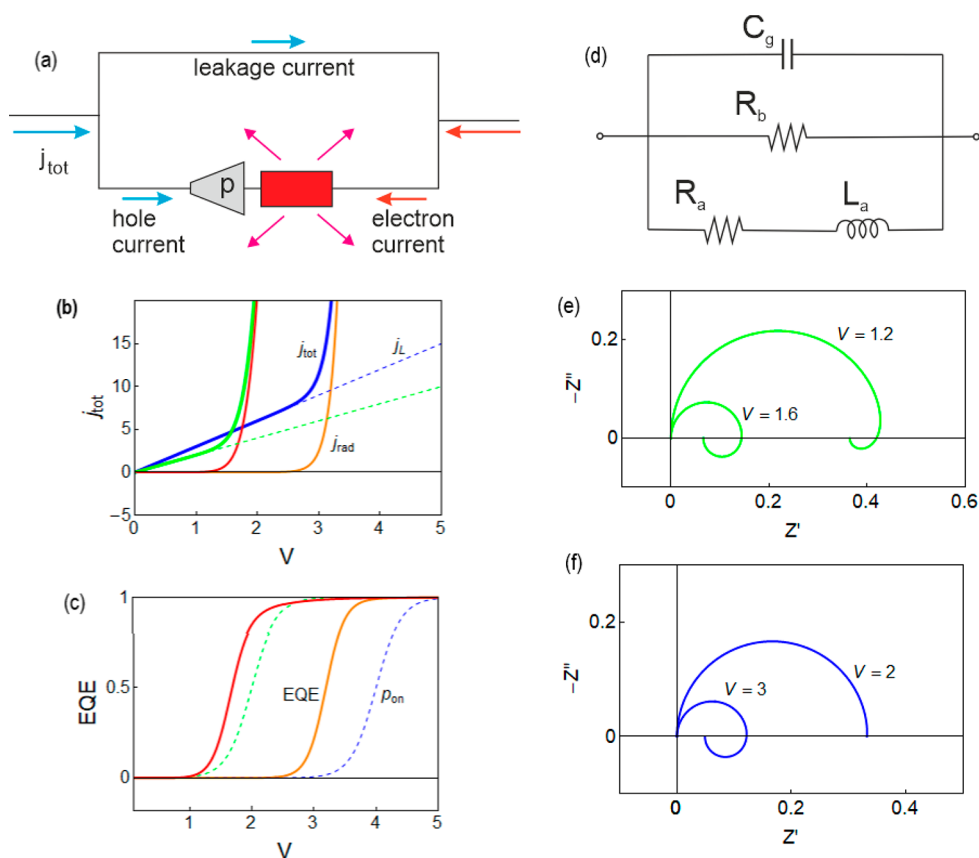 (a)
leakage current
j_tot
p
hole
current
electron
current
(b)
15
10
5
0
−5
j_tot
j_tot
j_L
j_rad
0 1 2 3 4 5
V
(c)
1
0.5
0
EQE
EQE
p_on
1 2 3 4 5
V
(d)
C_g
R_b
R_a
L_a
(e)
0.2
0
−Z''
V = 1.2
V = 1.6
0 0.2 0.4 0.6
Z'
(f)
0.2
0
−Z''
V = 2
V = 3
0 0.2 0.4
Z'